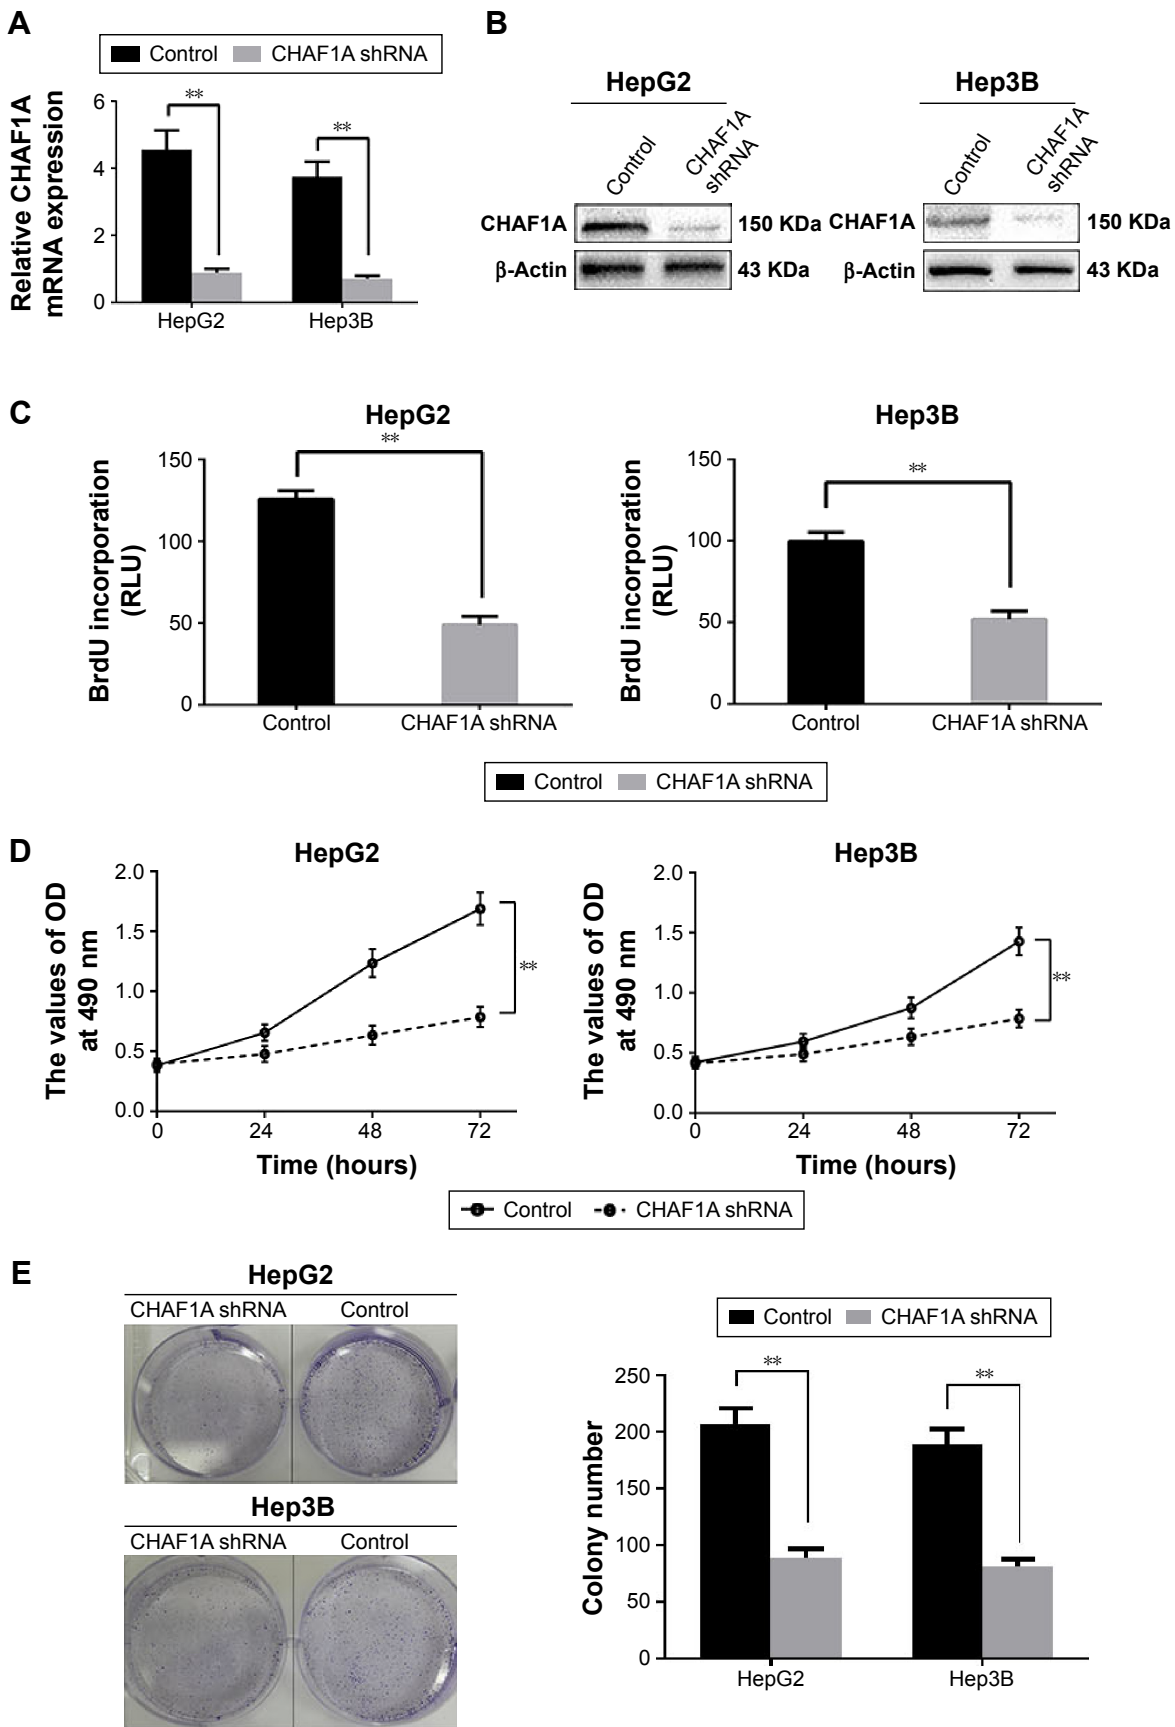 A
Control CHAF1A shRNA
Relative CHAF1A
mRNA expression
6
4
2
0
**
**
HepG2 Hep3B
B
HepG2 Hep3B
Control CHAF1A
shRNA
Control CHAF1A
shRNA
CHAF1A 150 KDa
β-Actin 43 KDa
CHAF1A 150 KDa
β-Actin 43 KDa
C
HepG2
**
BrdU incorporation
(RLU)
150
100
50
0
Control CHAF1A shRNA
Hep3B
**
BrdU incorporation
(RLU)
150
100
50
0
Control CHAF1A shRNA
Control CHAF1A shRNA
D
HepG2
The values of OD
at 490 nm
2.0
1.5
1.0
0.5
0.0
**
0 24 48 72
Time (hours)
Hep3B
The values of OD
at 490 nm
2.0
1.5
1.0
0.5
0.0
**
0 24 48 72
Time (hours)
Control CHAF1A shRNA
E
HepG2
CHAF1A shRNA Control
Hep3B
CHAF1A shRNA Control
Control CHAF1A shRNA
Colony number
250
200
150
100
50
0
**
**
HepG2 Hep3B